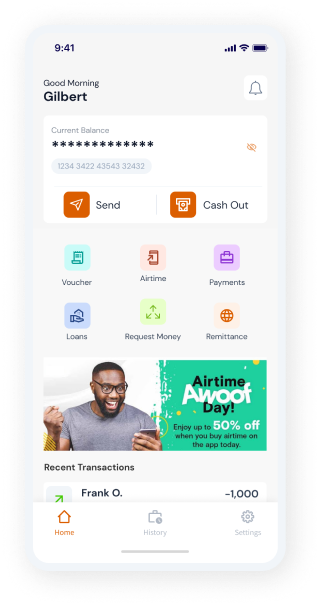 9:41
Good Morning
Gilbert
Current Balance
*************
1234 3422 43543 32432
Send
Cash Out
Voucher
Airtime
Payments
Loans
Request Money
Remittance
Airtime
Awoof
Day!
Enjoy up to 50% off
when you buy airtime on
the app today.
Recent Transactions
Frank O.
-1,000
Home
History
Settings